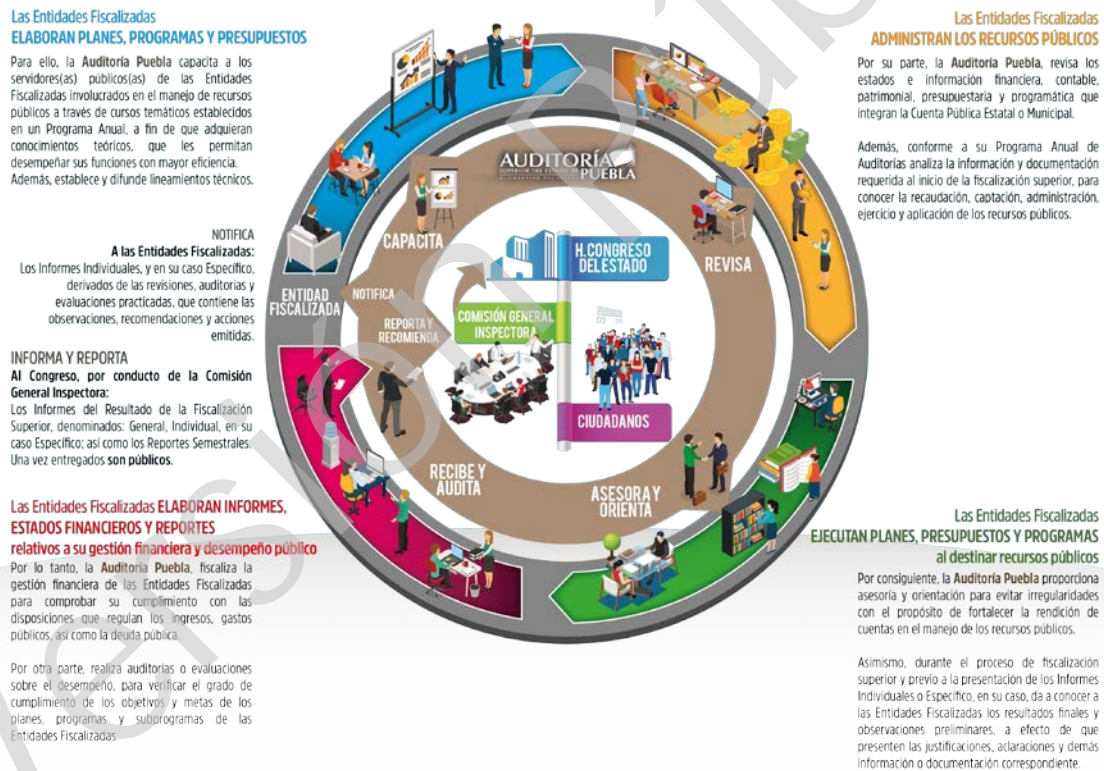 Las Entidades Fiscalizadas
ELABORAN PLANES, PROGRAMAS Y PRESUPUESTOS
Para ello, la Auditoría Puebla capacita a los
servidores(as) públicos(as) de las Entidades
Fiscalizadas involucrados en el manejo de recursos
públicos a través de cursos temáticos establecidos
en un Programa Anual, a fin de que adquieran
conocimientos teóricos, que les permitan
desempeñar sus funciones con mayor eficiencia.
Además, establece y difunde lineamientos técnicos.
NOTIFICA
A las Entidades Fiscalizadas:
Los Informes Individuales, y en su caso Específico,
derivados de las revisiones, auditorias y
evaluaciones practicadas, que contiene las
observaciones, recomendaciones y acciones
emitidas.
INFORMA Y REPORTA
Al Congreso, por conducto de la Comisión
General Inspectora:
Los Informes del Resultado de la Fiscalización
Superior, denominados: General, Individual, en su
caso Específico; así como los Reportes Semestrales.
Una vez entregados son públicos.
Las Entidades Fiscalizadas ELABORAN INFORMES,
ESTADOS FINANCIEROS Y REPORTES
relativos a su gestión financiera y desempeño público
Por lo tanto, la Auditoría Puebla, fiscaliza la
gestión financiera de las Entidades Fiscalizadas
para comprobar su cumplimiento con las
disposiciones que regulan los ingresos, gastos
públicos, así como la deuda pública.
Por otra parte, realiza auditorias o evaluaciones
sobre el desempeño, para verificar el grado de
cumplimiento de los objetivos y metas de los
planes, programas y subprogramas de las
Entidades Fiscalizadas
AUDITORÍA
SUPERIOR DEL ESTADO DE
PUEBLA
CAPACITA
REVISA
H.CONGRESO
DEL ESTADO
ENTIDAD
FISCALIZADA
NOTIFICA
REPORTA Y
RECOMIENDA
COMISIÓN GENERAL
INSPECTORA
CIUDADANOS
RECIBE Y
AUDITA
ASESORA Y
ORIENTA
Las Entidades Fiscalizadas
ADMINISTRAN LOS RECURSOS PÚBLICOS
Por su parte, la Auditoría Puebla, revisa los
estados e información financiera, contable,
patrimonial, presupuestaria y programática que
integran la Cuenta Pública Estatal o Municipal.
Además, conforme a su Programa Anual de
Auditorías analiza la información y documentación
requerida al inicio de la fiscalización superior, para
conocer la recaudación, captación, administración,
ejercicio y aplicación de los recursos públicos.
Las Entidades Fiscalizadas
EJECUTAN PLANES, PRESUPUESTOS Y PROGRAMAS
al destinar recursos públicos
Por consiguiente, la Auditoría Puebla proporciona
asesoría y orientación para evitar irregularidades
con el propósito de fortalecer la rendición de
cuentas en el manejo de los recursos públicos.
Asimismo, durante el proceso de fiscalización
superior y previo a la presentación de los Informes
Individuales o Específico, en su caso, da a conocer a
las Entidades Fiscalizadas los resultados finales y
observaciones preliminares, a efecto de que
presenten las justificaciones, aclaraciones y demás
información o documentación correspondiente.